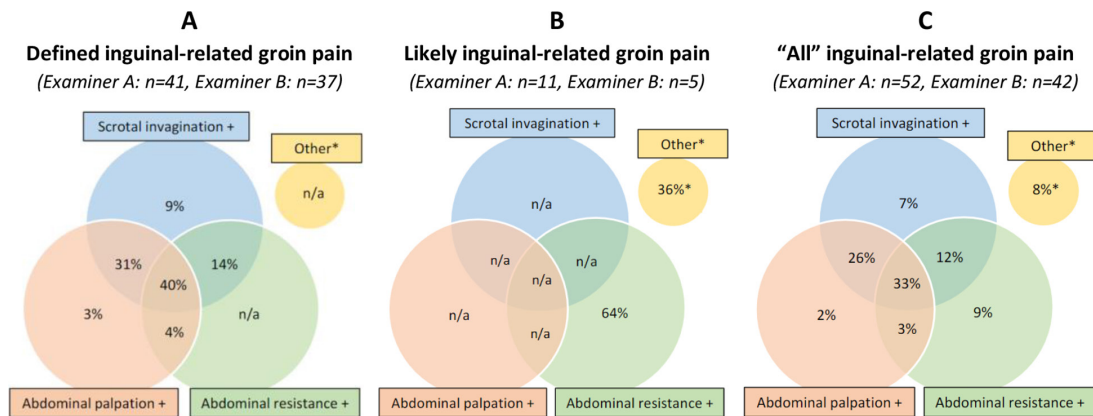 A
Defined inguinal-related groin pain
(Examiner A: n=41, Examiner B: n=37)
Scrotal invagination +
Other*
n/a
9%
31%
14%
40%
3%
n/a
4%
Abdominal palpation +
Abdominal resistance +
B
Likely inguinal-related groin pain
(Examiner A: n=11, Examiner B: n=5)
Scrotal invagination +
Other*
36%*
n/a
n/a
n/a
n/a
n/a
64%
n/a
Abdominal palpation +
Abdominal resistance +
C
“All” inguinal-related groin pain
(Examiner A: n=52, Examiner B: n=42)
Scrotal invagination +
Other*
8%*
7%
26%
12%
33%
2%
9%
3%
Abdominal palpation +
Abdominal resistance +